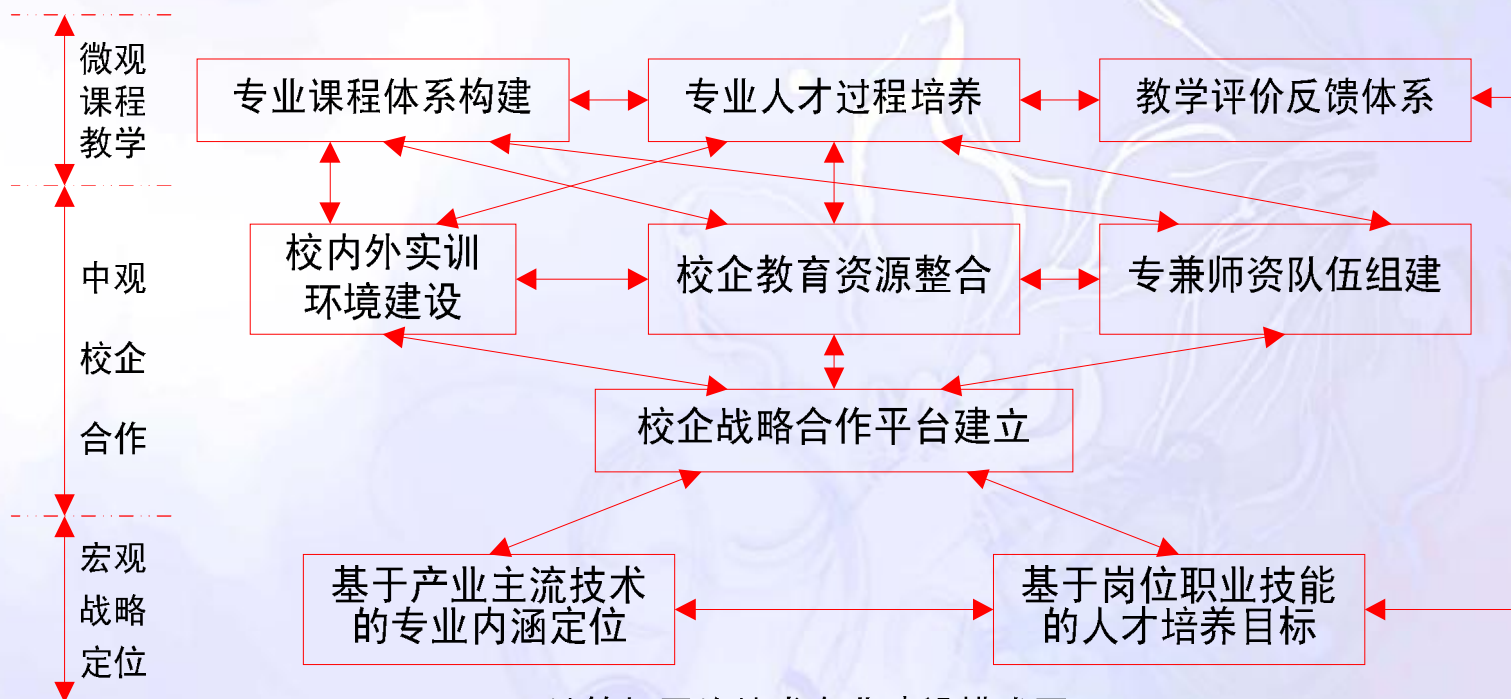 微观
课程
教学
专业课程体系构建
专业人才过程培养
教学评价反馈体系
中观
校企
合作
校内外实训
环境建设
校企教育资源整合
专兼师资队伍组建
校企战略合作平台建立
宏观
战略
定位
基于产业主流技术
的专业内涵定位
基于岗位职业技能
的人才培养目标